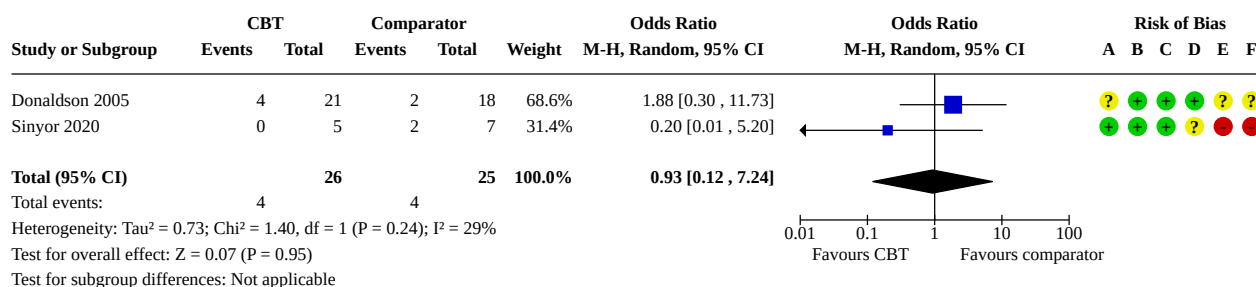 CBT Comparator Odds Ratio Odds Ratio Risk of Bias
Study or Subgroup Events Total Events Total Weight M-H, Random, 95% CI M-H, Random, 95% CI A B C D E F
Donaldson 2005 4 21 2 18 68.6% 1.88 [0.30 , 11.73] ? + + + ? ?
Sinyor 2020 0 5 2 7 31.4% 0.20 [0.01 , 5.20] + + + ? - -
Total (95% CI) 26 25 100.0% 0.93 [0.12 , 7.24]
Total events: 4 4
Heterogeneity: Tau² = 0.73; Chi² = 1.40, df = 1 (P = 0.24); I² = 29%
0.01 0.1 1 10 100
Test for overall effect: Z = 0.07 (P = 0.95) Favours CBT Favours comparator
Test for subgroup differences: Not applicable